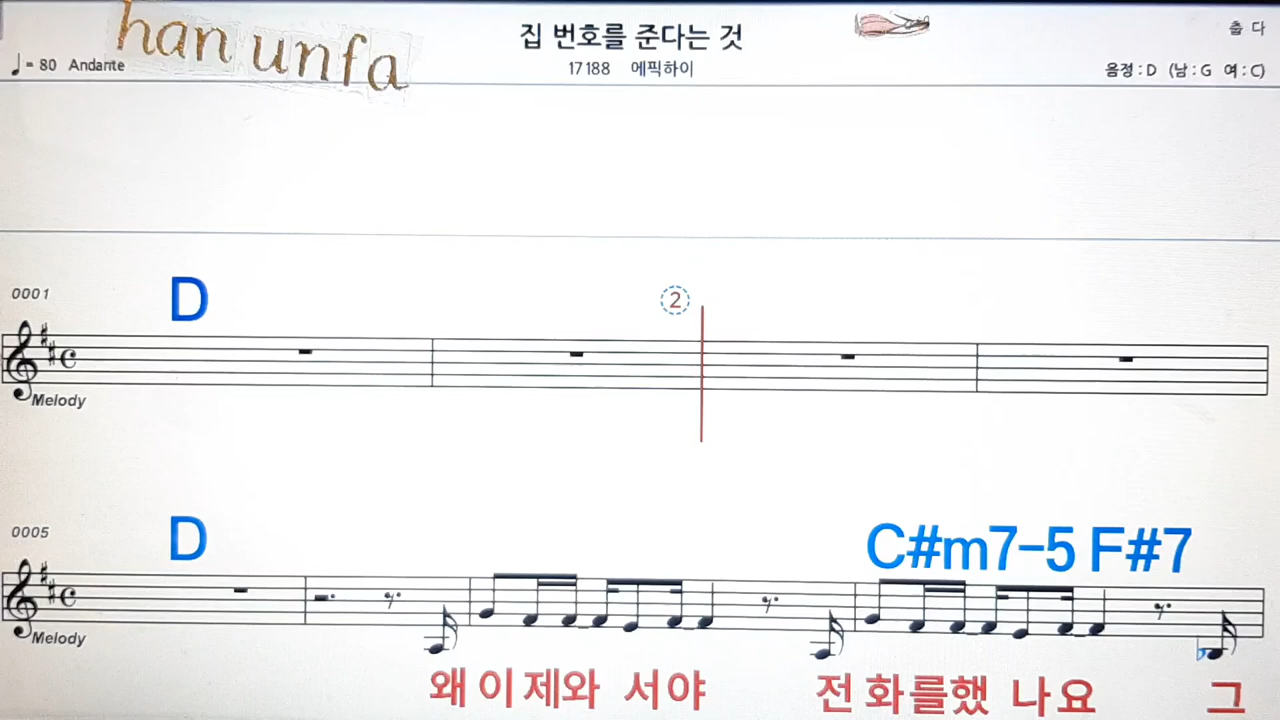 han unfa
집 번호를 준다는 것
출 다
♩= 80 Andante
17188 에픽하이
음정 : D (남 : G 여 : C)
0001
D
2
Melody
0005
D
C#m7-5 F#7
Melody
왜 이 제와 서야 전 화를했 나요 그